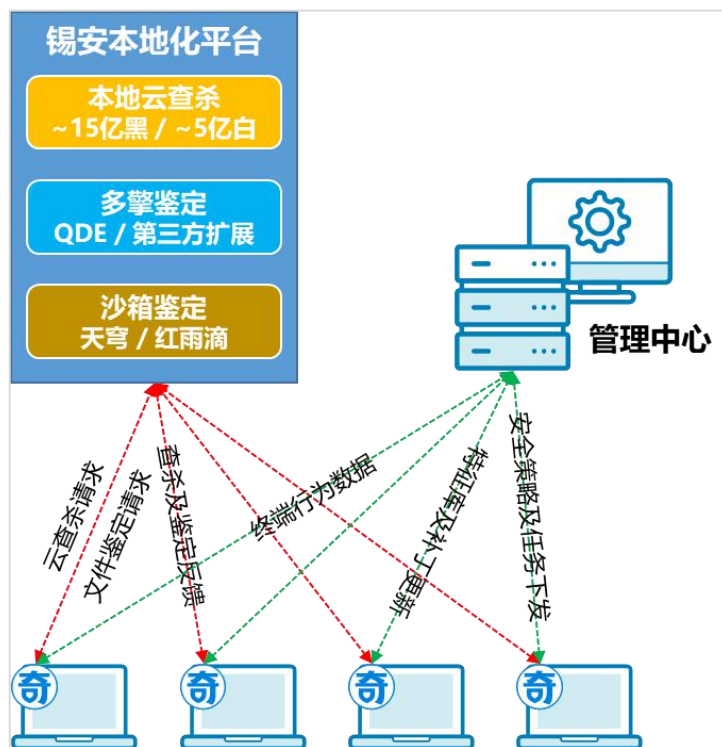 锡安本地化平台
本地云查杀
~15亿黑 / ~5亿白
多擎鉴定
QDE / 第三方扩展
沙箱鉴定
天穹 / 红雨滴
管理中心
云查杀请求
文件鉴定请求
查杀及鉴定反馈
终端行为数据
特征库及补丁更新
安全策略及任务下发
奇
奇
奇
奇